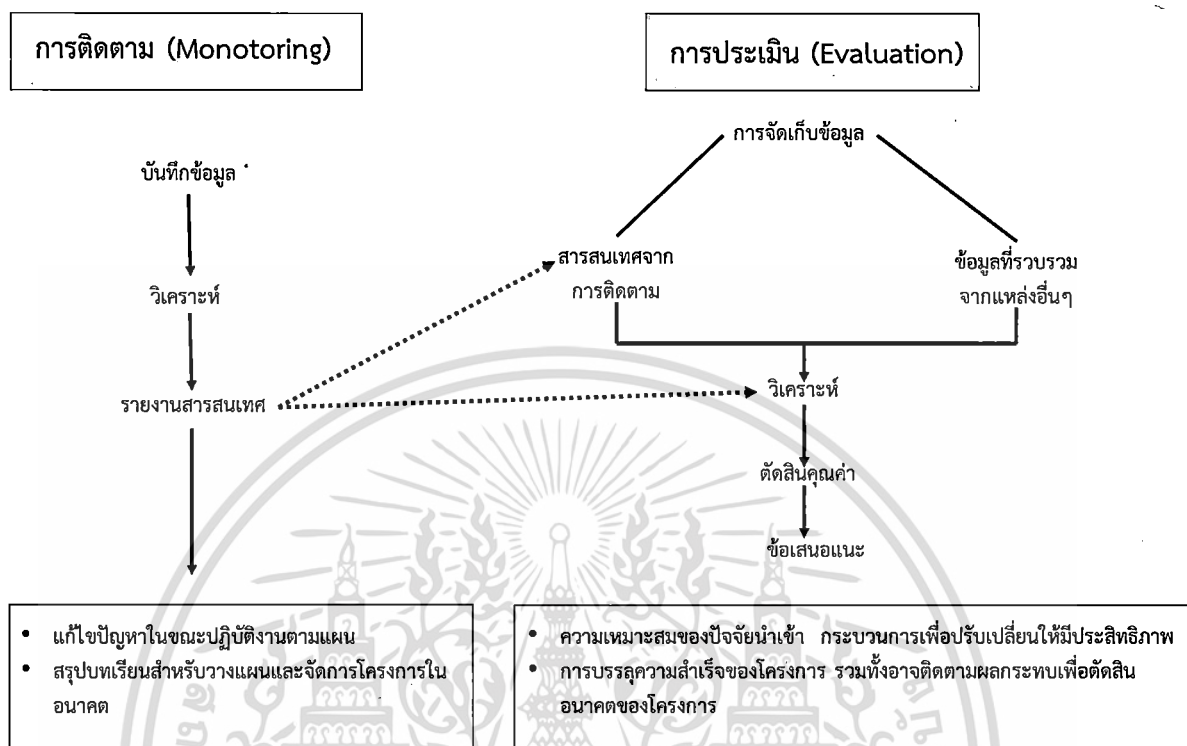 การติดตาม (Monotoring)
บันทึกข้อมูล
วิเคราะห์
รายงานสารสนเทศ
• แก้ไขปัญหาในขณะปฏิบัติงานตามแผน
• สรุปบทเรียนสำหรับวางแผนและจัดการโครงการใน
อนาคต
การประเมิน (Evaluation)
การจัดเก็บข้อมูล
สารสนเทศจาก
การติดตาม
ข้อมูลที่รวบรวม
จากแหล่งอื่นๆ
วิเคราะห์
ตัดสินคุณค่า
ข้อเสนอแนะ
• ความเหมาะสมของปัจจัยนำเข้า กระบวนการเพื่อปรับเปลี่ยนให้มีประสิทธิภาพ
• การบรรลุความสำเร็จของโครงการ รวมทั้งอาจติดตามผลกระทบเพื่อตัดสิน
อนาคตของโครงการ